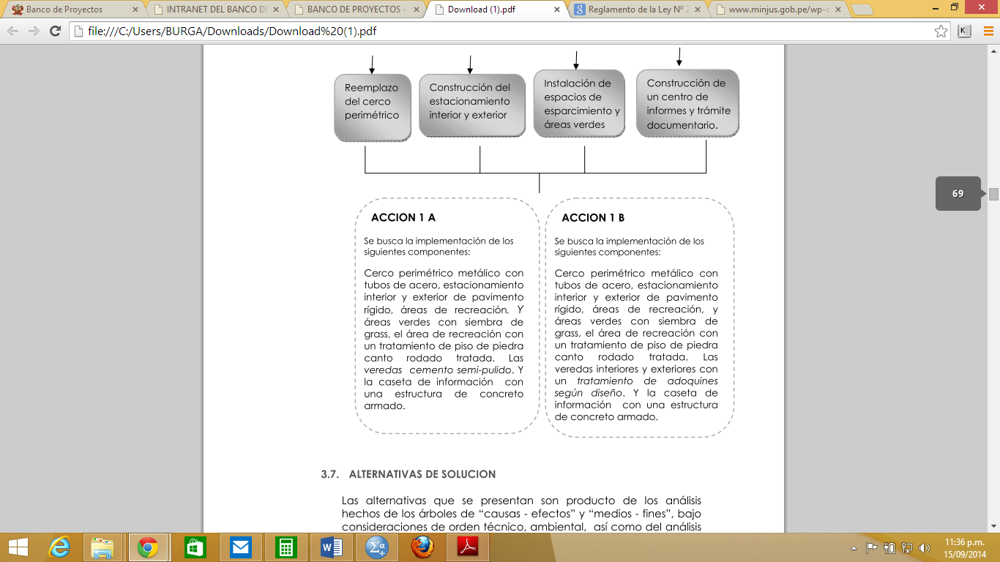 Banco de Proyectos
INTRANET DEL BANCO DE
BANCO DE PROYECTOS -
Download (1).pdf
Reglamento de la Ley Nº 2
www.minjus.gob.pe/wp-c
file:///C:/Users/BURGA/Downloads/Download%20(1).pdf
Reemplazo
del cerco
perimétrico
Construcción del
estacionamiento
interior y exterior
Instalación de
espacios de
esparcimiento y
áreas verdes
Construcción de
un centro de
informes y trámite
documentario.
69
ACCION 1 A
Se busca la implementación de los
siguientes componentes:
Cerco perimétrico metálico con
tubos de acero, estacionamiento
interior y exterior de pavimento
rígido, áreas de recreación. Y
áreas verdes con siembra de
grass, el área de recreación con
un tratamiento de piso de piedra
canto rodado tratada. Las
veredas cemento semi-pulido. Y
la caseta de información con
una estructura de concreto
armado.
ACCION 1 B
Se busca la implementación de los
siguientes componentes:
Cerco perimétrico metálico con
tubos de acero, estacionamiento
interior y exterior de pavimento
rígido, áreas de recreación, y
áreas verdes con siembra de
grass, el área de recreación con
un tratamiento de piso de piedra
canto rodado tratada. Las
veredas interiores y exteriores con
un tratamiento de adoquines
según diseño. Y la caseta de
información con una estructura
de concreto armado.
3.7. ALTERNATIVAS DE SOLUCION
Las alternativas que se presentan son producto de los análisis
hechos de los árboles de “causas - efectos” y “medios - fines”, bajo
consideraciones de orden técnico, ambiental, así como del análisis
11:36 p.m.
15/09/2014